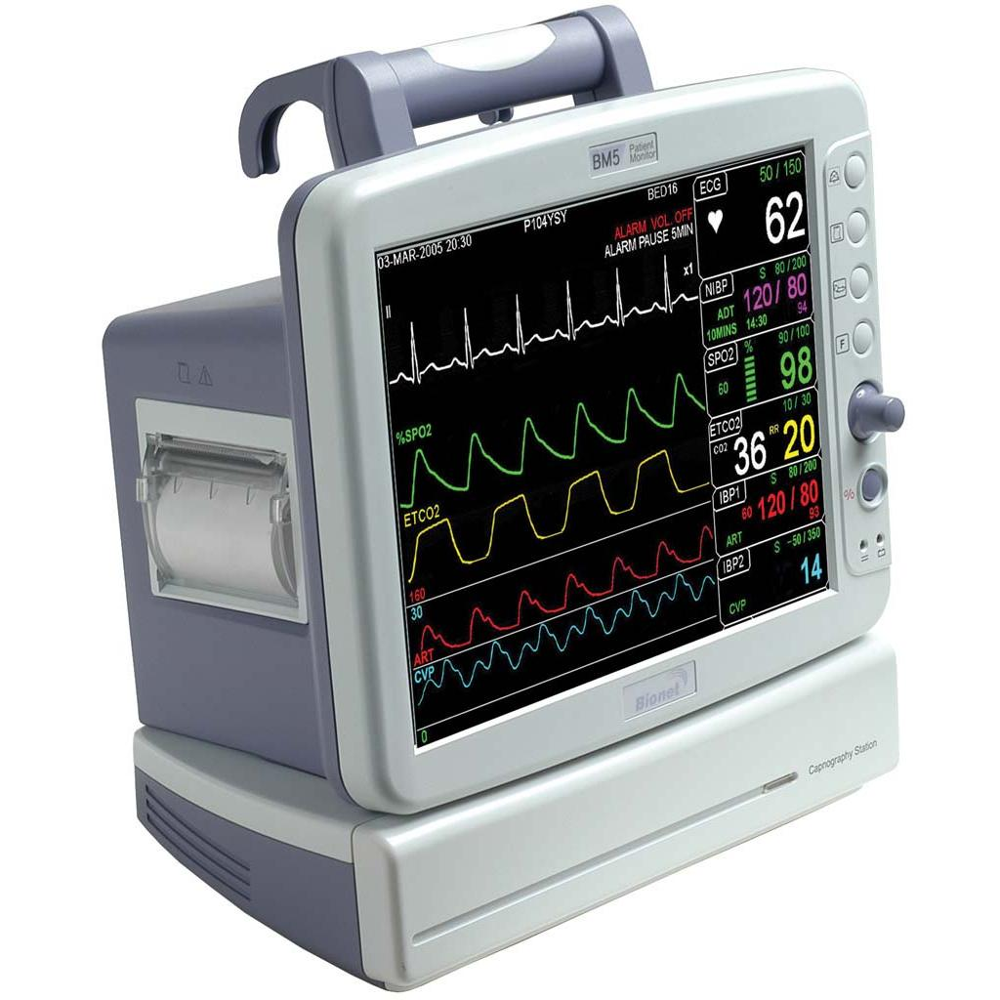 BM5 Patient Monitor
BED16
P104YSY
03-MAR-2005 20:30
ALARM VOL. OFF
ALARM PAUSE 5MIN
x1
II
%SPO2
ETCO2
160
30
ART
CVP
0
ECG
50 / 150
62
NIBP
S 80 / 200
120 / 80
94
ADT
10MINS
14:30
SPO2
%
90 / 100
60
98
ETCO2
10 / 30
CO2
36
RR
20
IBP1
S 80 / 200
60
120 / 80
93
ART
IBP2
S -50 / 350
14
CVP
F
%
Bionet
Capnography Station